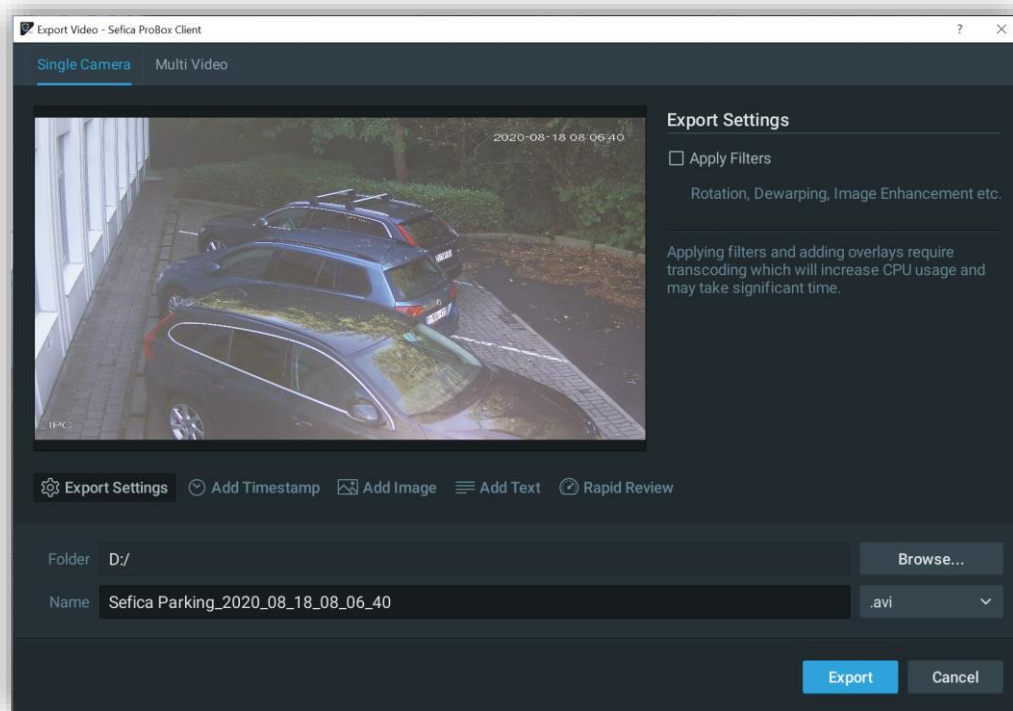 Export Video - Sefica ProBox Client ?
Single Camera Multi Video
2020-08-18 08:06:40
IPC
Export Settings
Apply Filters
Rotation, Dewarping, Image Enhancement etc.
Applying filters and adding overlays require
transcoding which will increase CPU usage and
may take significant time.
Export Settings Add Timestamp Add Image Add Text Rapid Review
Folder D:/ Browse...
Name Sefica Parking_2020_08_18_08_06_40 .avi
Export Cancel